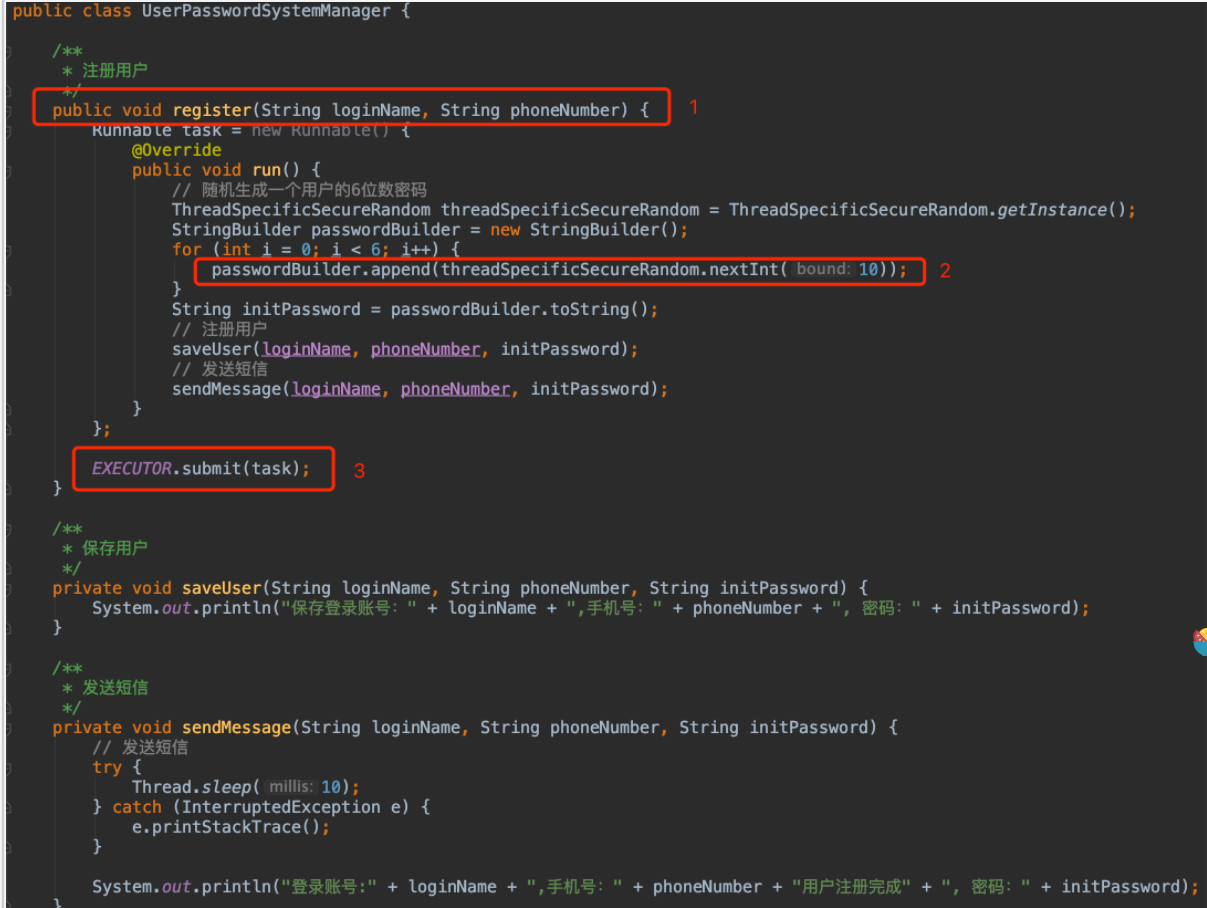 public class UserPasswordSystemManager {
/**
* 注册用户
*/
public void register(String loginName, String phoneNumber) { 1
Runnable task = new Runnable() {
@Override
public void run() {
// 随机生成一个用户的6位数密码
ThreadSpecificSecureRandom threadSpecificSecureRandom = ThreadSpecificSecureRandom.getInstance();
StringBuilder passwordBuilder = new StringBuilder();
for (int i = 0; i < 6; i++) {
passwordBuilder.append(threadSpecificSecureRandom.nextInt( bound: 10)); 2
}
String initPassword = passwordBuilder.toString();
// 注册用户
saveUser(loginName, phoneNumber, initPassword);
// 发送短信
sendMessage(loginName, phoneNumber, initPassword);
}
};
EXECUTOR.submit(task); 3
}
/**
* 保存用户
*/
private void saveUser(String loginName, String phoneNumber, String initPassword) {
System.out.println("保存登录账号：" + loginName + ",手机号：" + phoneNumber + ", 密码：" + initPassword);
}
/**
* 发送短信
*/
private void sendMessage(String loginName, String phoneNumber, String initPassword) {
// 发送短信
try {
Thread.sleep( millis: 10);
} catch (InterruptedException e) {
e.printStackTrace();
}
System.out.println("登录账号:" + loginName + ",手机号：" + phoneNumber + "用户注册完成" + ", 密码：" + initPassword);
}